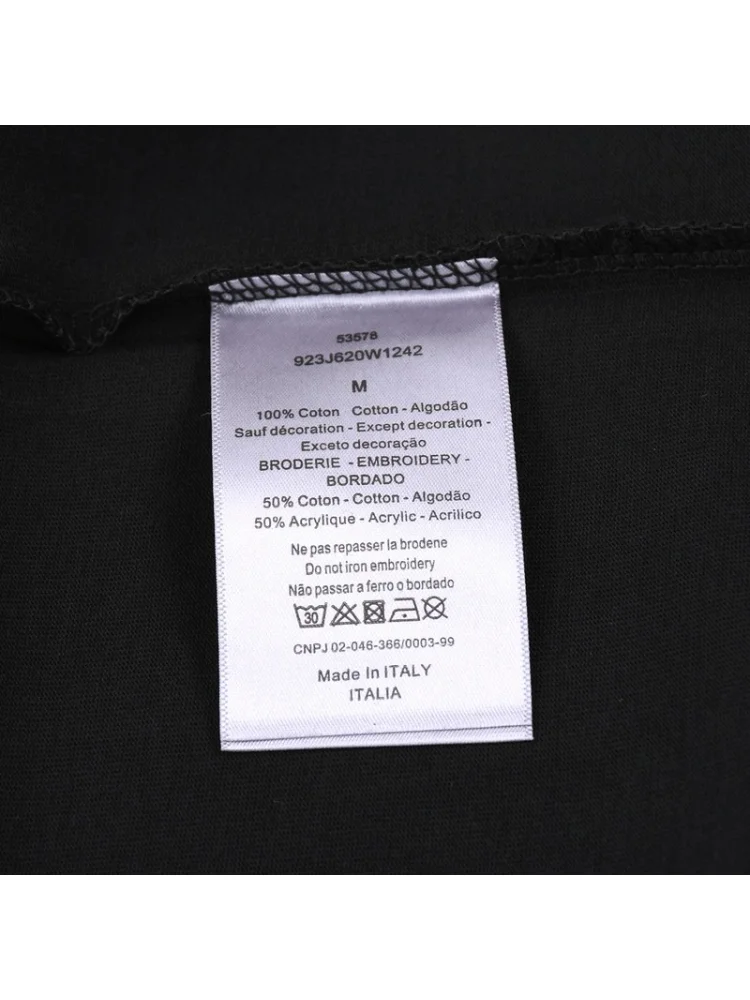 53578
923J620W1242
M
100% Coton Cotton - Algodão
Sauf décoration - Except decoration -
Exceto decoração
BRODERIE - EMBROIDERY -
BORDADO
50% Coton - Cotton - Algodão
50% Acrylique - Acrylic - Acrilico
Ne pas repasser la brodene
Do not iron embroidery
Não passar a ferro o bordado
30
CNPJ 02-046-366/0003-99
Made In ITALY
ITALIA